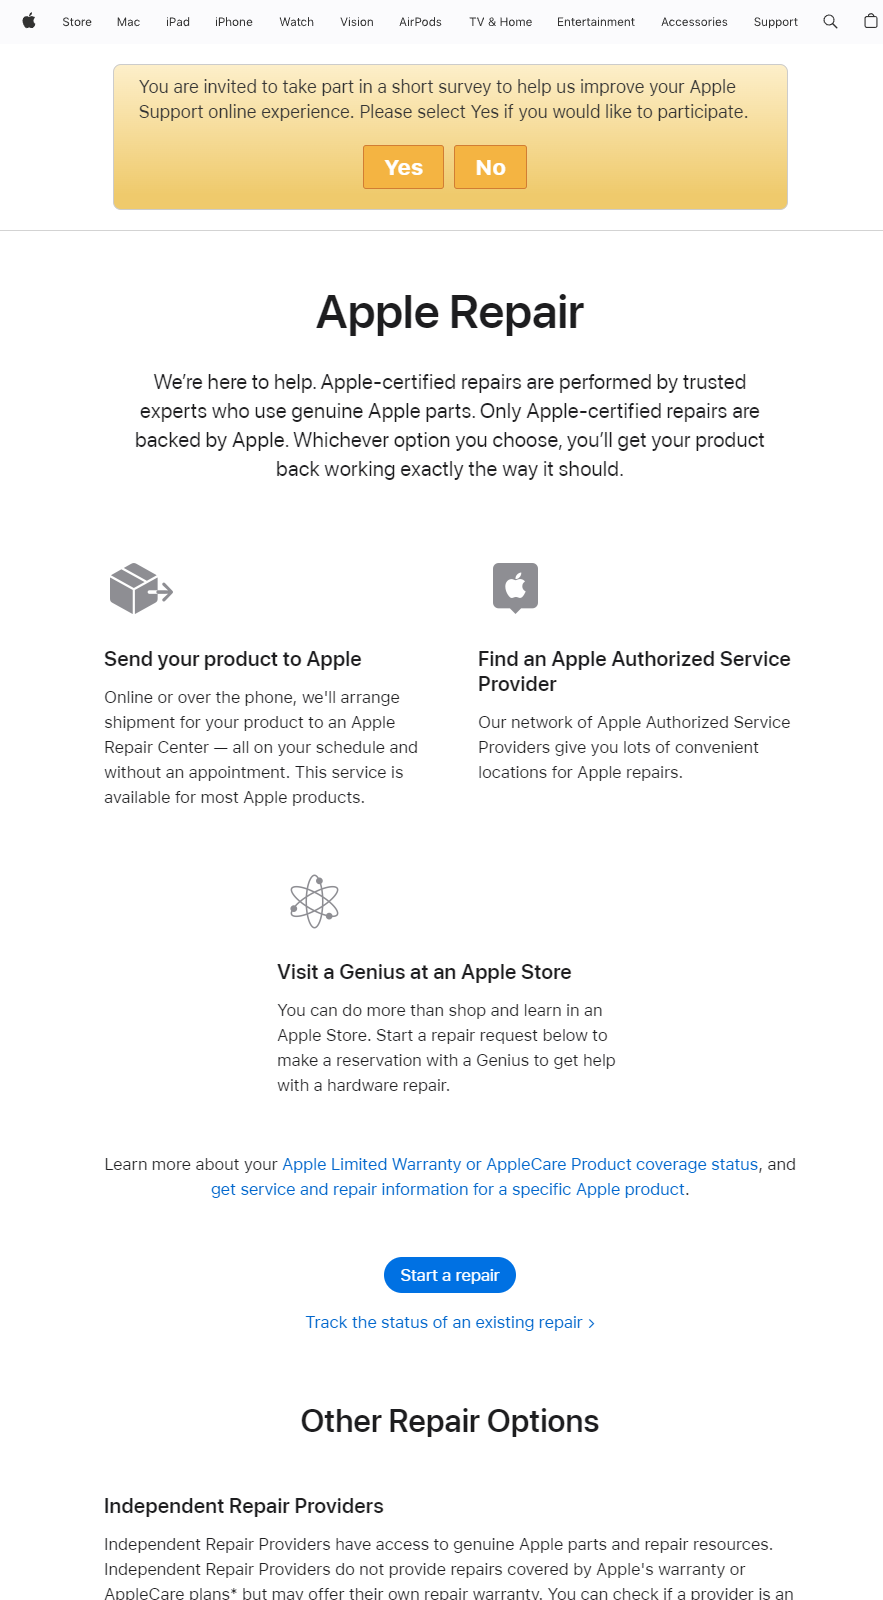 Store Mac iPad iPhone Watch Vision AirPods TV & Home Entertainment Accessories Support
You are invited to take part in a short survey to help us improve your Apple
Support online experience. Please select Yes if you would like to participate.
Yes No
Apple Repair
We’re here to help. Apple-certified repairs are performed by trusted
experts who use genuine Apple parts. Only Apple-certified repairs are
backed by Apple. Whichever option you choose, you’ll get your product
back working exactly the way it should.
Send your product to Apple
Online or over the phone, we'll arrange
shipment for your product to an Apple
Repair Center — all on your schedule and
without an appointment. This service is
available for most Apple products.
Find an Apple Authorized Service
Provider
Our network of Apple Authorized Service
Providers give you lots of convenient
locations for Apple repairs.
Visit a Genius at an Apple Store
You can do more than shop and learn in an
Apple Store. Start a repair request below to
make a reservation with a Genius to get help
with a hardware repair.
Learn more about your Apple Limited Warranty or AppleCare Product coverage status, and
get service and repair information for a specific Apple product.
Start a repair
Track the status of an existing repair >
Other Repair Options
Independent Repair Providers
Independent Repair Providers have access to genuine Apple parts and repair resources.
Independent Repair Providers do not provide repairs covered by Apple's warranty or
AppleCare plans* but may offer their own repair warranty. You can check if a provider is an